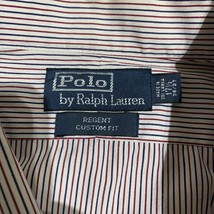 Polo
by Ralph Lauren
REGENT
CUSTOM FIT